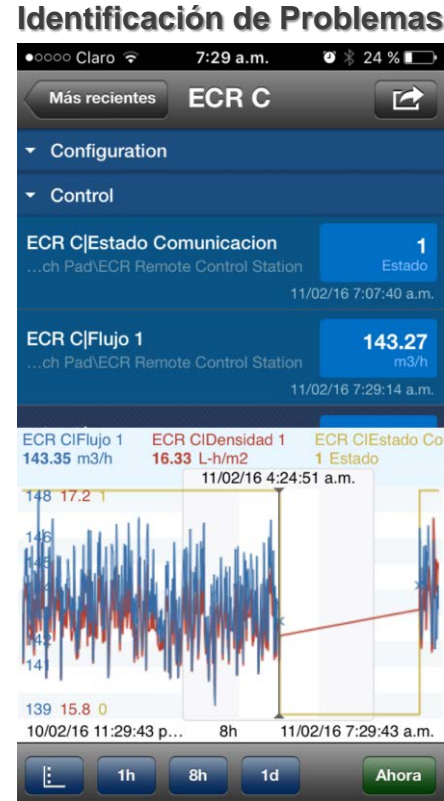 Identificación de Problemas
Claro 7:29 a.m. 24 %
Más recientes ECR C
Configuration
Control
ECR C|Estado Comunicacion 1
...ch Pad\ECR Remote Control Station Estado
11/02/16 7:07:40 a.m.
ECR C|Flujo 1 143.27
...ch Pad\ECR Remote Control Station m3/h
11/02/16 7:29:14 a.m.
ECR C|Flujo 1 ECR C|Densidad 1 ECR C|Estado Co
143.35 m3/h 16.33 L-h/m2 1 Estado
11/02/16 4:24:51 a.m.
148 17.2 1
146
142
141
139 15.8 0
10/02/16 11:29:43 p... 8h 11/02/16 7:29:43 a.m.
1h 8h 1d Ahora